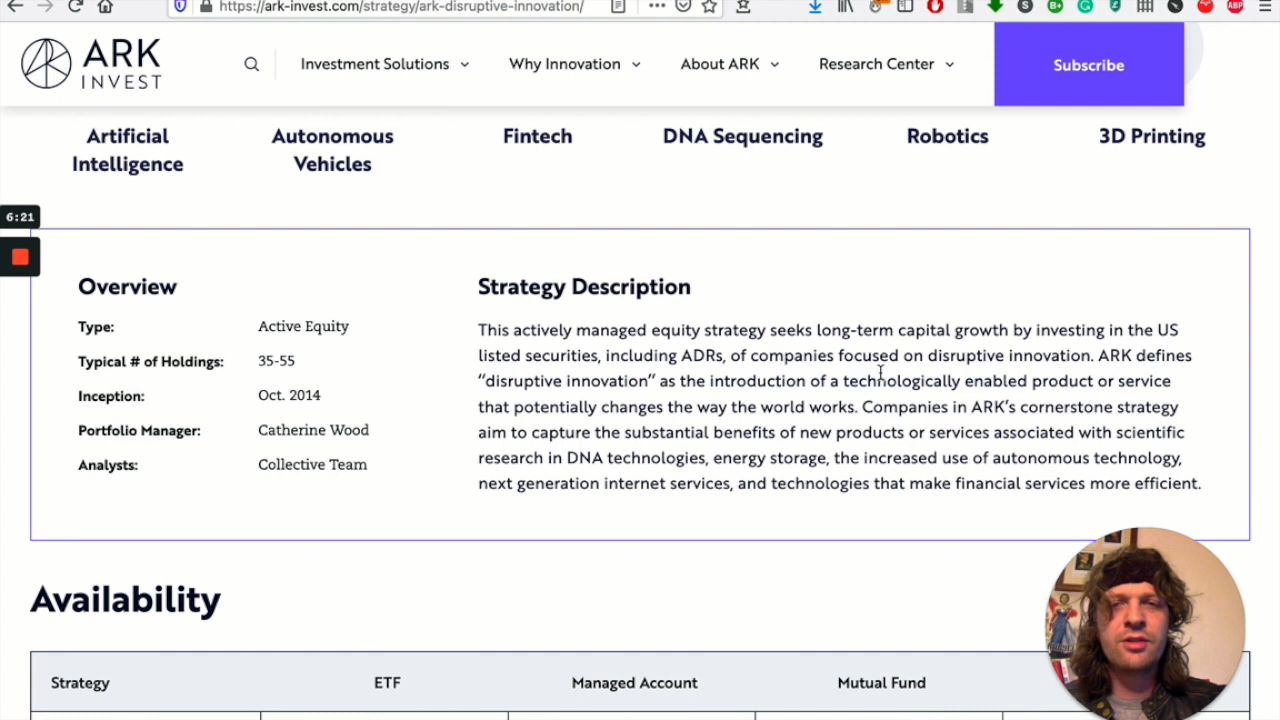 https://ark-invest.com/strategy/ark-disruptive-innovation/
ARK
INVEST
Investment Solutions
Why Innovation
About ARK
Research Center
Subscribe
Artificial
Intelligence
Autonomous
Vehicles
Fintech
DNA Sequencing
Robotics
3D Printing
6:21
Overview
Type: Active Equity
Typical # of Holdings: 35-55
Inception: Oct. 2014
Portfolio Manager: Catherine Wood
Analysts: Collective Team
Strategy Description
This actively managed equity strategy seeks long-term capital growth by investing in the US
listed securities, including ADRs, of companies focused on disruptive innovation. ARK defines
“disruptive innovation” as the introduction of a technologically enabled product or service
that potentially changes the way the world works. Companies in ARK’s cornerstone strategy
aim to capture the substantial benefits of new products or services associated with scientific
research in DNA technologies, energy storage, the increased use of autonomous technology,
next generation internet services, and technologies that make financial services more efficient.
Availability
Strategy ETF Managed Account Mutual Fund